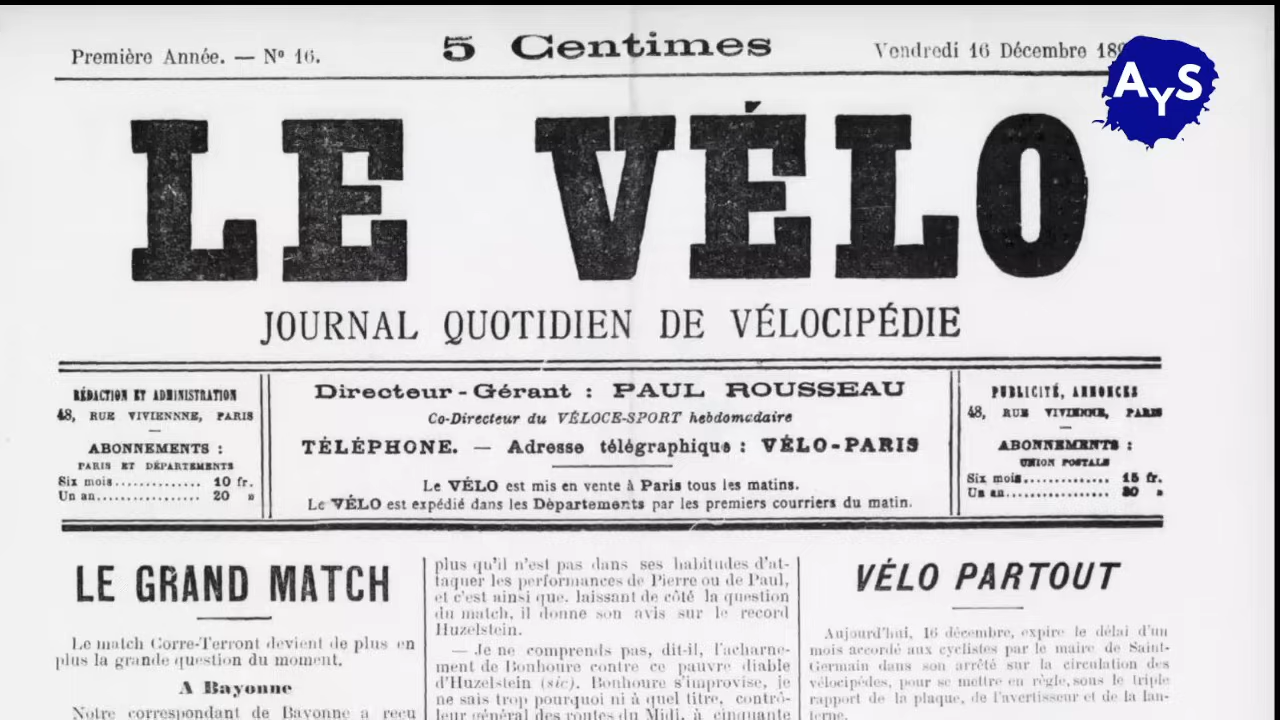 Première Année. — Nº 16.
5 Centimes
Vendredi 16 Décembre 189
AYS
LE VÉLO
JOURNAL QUOTIDIEN DE VÉLOCIPÉDIE
RÉDACTION ET ADMINISTRATION
48, RUE VIVIENNNE, PARIS
—
ABONNEMENTS :
PARIS ET DÉPARTEMENTS
Six mois.............. 10 fr.
Un an................ 20 »
Directeur-Gérant : PAUL ROUSSEAU
Co-Directeur du VÉLOCE-SPORT hebdomadaire
TÉLÉPHONE. — Adresse télégraphique : VÉLO-PARIS
Le VÉLO est mis en vente à Paris tous les matins.
Le VÉLO est expédié dans les Départements par les premiers courriers du matin.
PUBLICITÉ, ANNONCES
48, RUE VIVIENNE, PARIS
—
ABONNEMENTS :
UNION POSTALE
Six mois.............. 15 fr.
Un an................ 30 »
LE GRAND MATCH
Le match Corre-Terront devient de plus en
plus la grande question du moment.
A Bayonne
Notre correspondant de Bayonne a reçu
plus qu'il n'est pas dans ses habitudes d'at-
taquer les performances de Pierre ou de Paul,
et c'est ainsi que, laissant de côté la question
du match, il donne son avis sur le record
Huzelstein.
— Je ne comprends pas, dit-il, l'acharne-
ment de Bonhoure contre ce pauvre diable
d'Huzelstein (sic). Bonhoure s'improvise, je
ne sais trop pourquoi ni à quel titre, contrô-
leur général des routes du Midi, à cinquante
VÉLO PARTOUT
Aujourd'hui, 16 décembre, expire le délai d'un
mois accordé aux cyclistes par le maire de Saint-
Germain dans son arrêté sur la circulation des
vélocipèdes, pour se mettre en règle, sous le triple
rapport de la plaque, de l'avertisseur et de la lan-
terne.